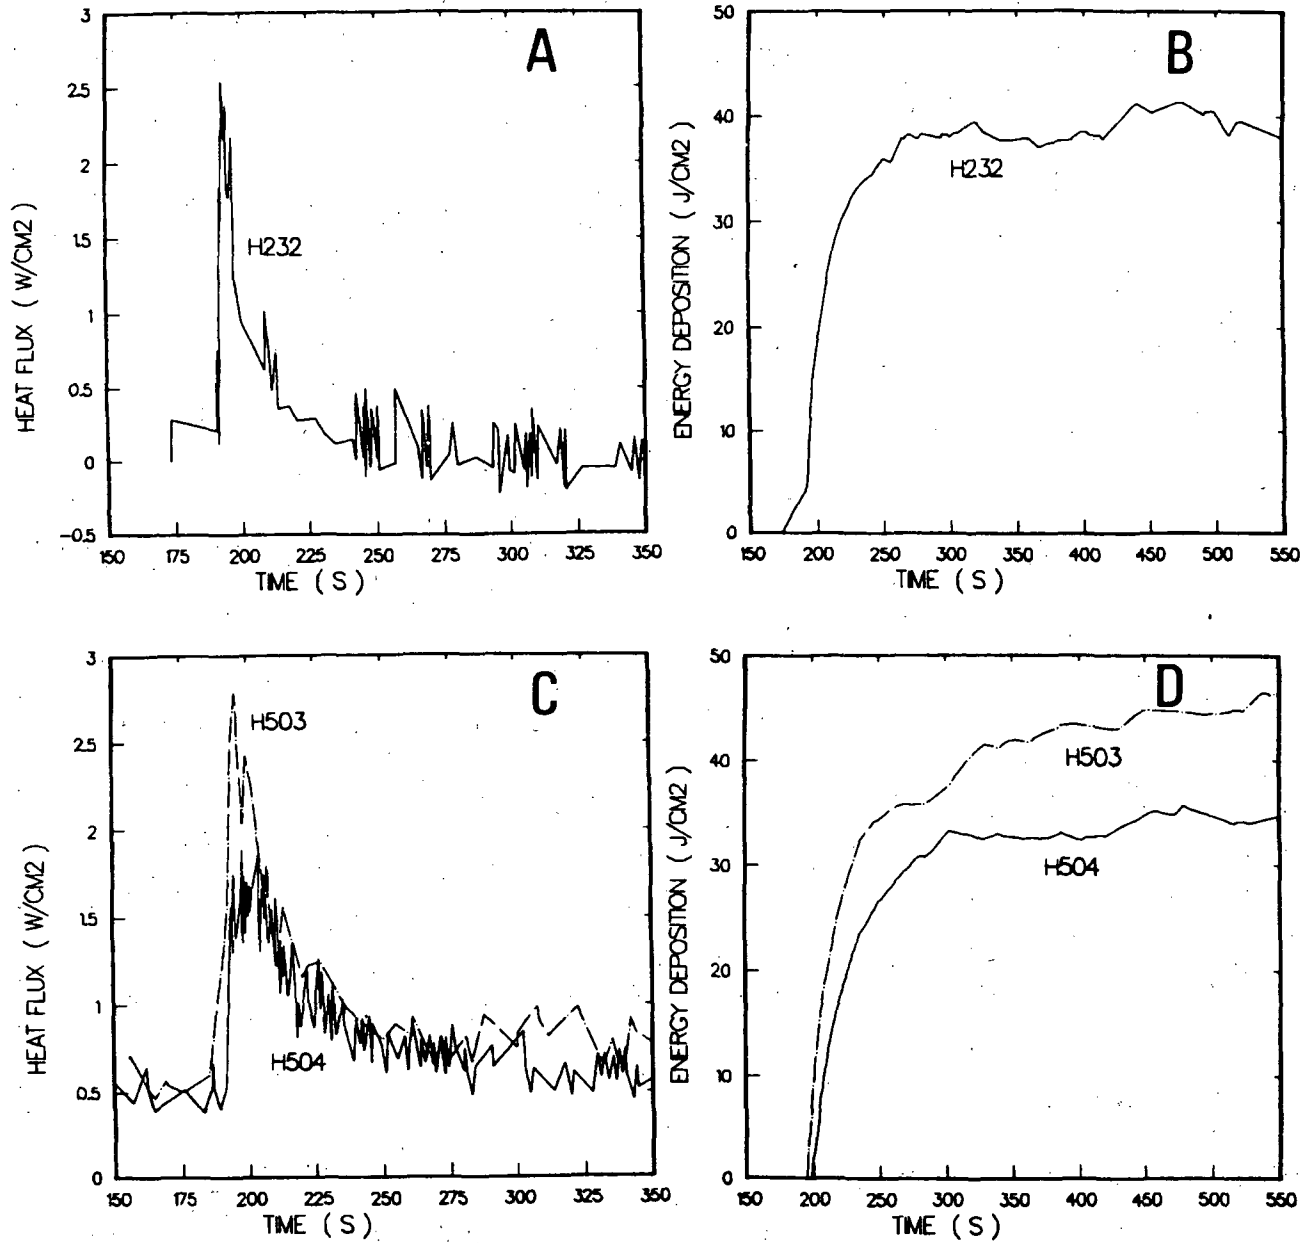 A
3
2.5
2
1.5
1
0.5
0
-0.5
HEAT FLUX ( W/CM2 )
H232
150 175 200 225 250 275 300 325 350
TIME ( S )
B
50
40
30
20
10
0
ENERGY DEPOSITION ( J/CM2 )
H232
150 200 250 300 350 400 450 500 550
TIME ( S )
C
3
2.5
2
1.5
1
0.5
0
HEAT FLUX ( W/CM2 )
H503
H504
150 175 200 225 250 275 300 325 350
TIME ( S )
D
50
40
30
20
10
0
ENERGY DEPOSITION ( J/CM2 )
H503
H504
150 200 250 300 350 400 450 500 550
TIME ( S )